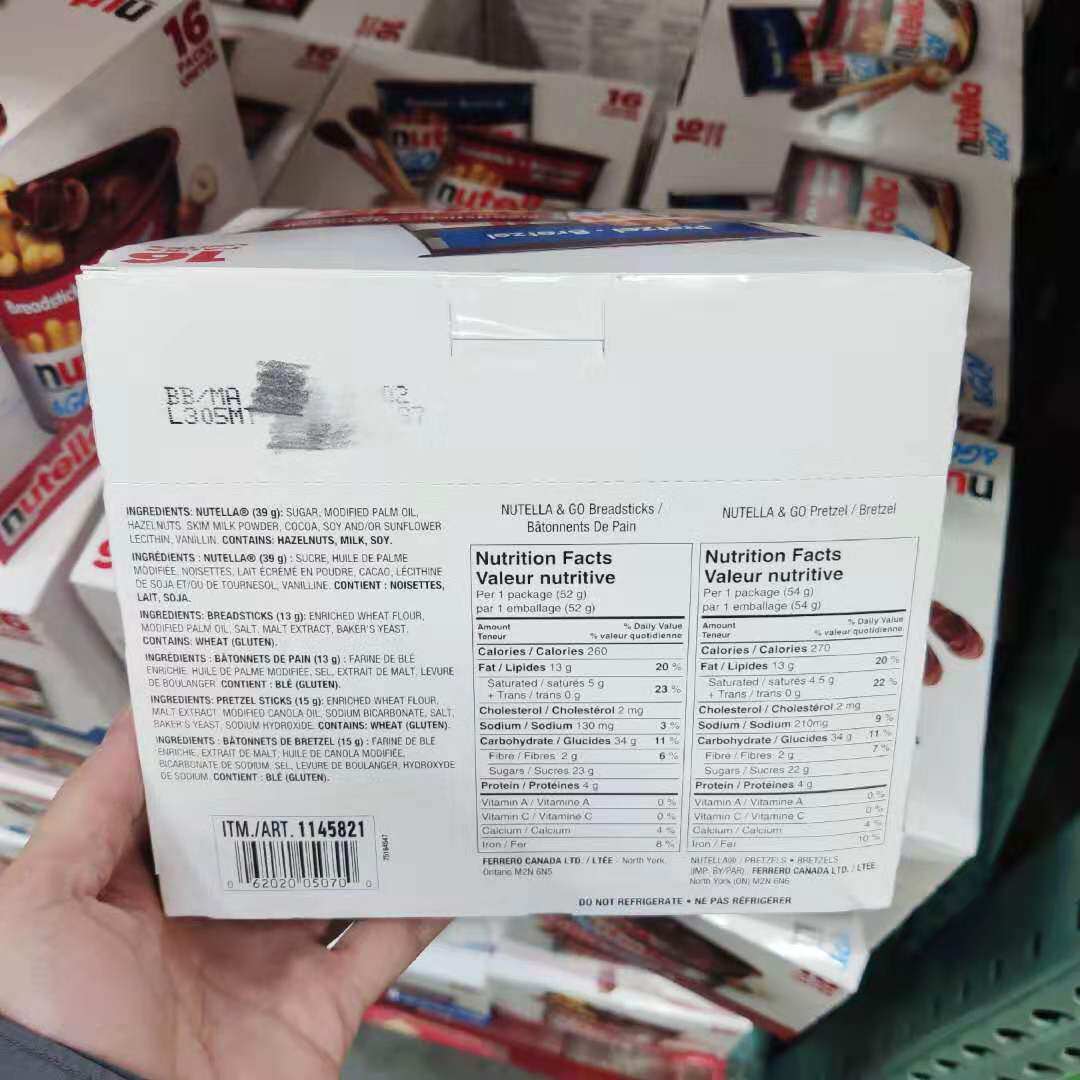 16
PACKS
UNITÉS
16
nutella
16
nutella
&GO!
Breadstick
nutella
16
Pretzel • Bretzel
BB/MA
L305M
INGREDIENTS: NUTELLA® (39 g): SUGAR, MODIFIED PALM OIL,
HAZELNUTS, SKIM MILK POWDER, COCOA, SOY AND/OR SUNFLOWER
LECITHIN, VANILLIN. CONTAINS: HAZELNUTS, MILK, SOY.
INGRÉDIENTS : NUTELLA® (39 g) : SUCRE, HUILE DE PALME
MODIFIÉE, NOISETTES, LAIT ÉCRÉMÉ EN POUDRE, CACAO, LÉCITHINE
DE SOJA ET/OU DE TOURNESOL, VANILLINE. CONTIENT : NOISETTES,
LAIT, SOJA.
INGREDIENTS: BREADSTICKS (13 g): ENRICHED WHEAT FLOUR,
MODIFIED PALM OIL, SALT, MALT EXTRACT, BAKER'S YEAST.
CONTAINS: WHEAT (GLUTEN).
INGRÉDIENTS : BÂTONNETS DE PAIN (13 g) : FARINE DE BLÉ
ENRICHIE, HUILE DE PALME MODIFIÉE, SEL, EXTRAIT DE MALT, LEVURE
DE BOULANGER. CONTIENT : BLÉ (GLUTEN).
INGREDIENTS: PRETZEL STICKS (15 g): ENRICHED WHEAT FLOUR,
MALT EXTRACT, MODIFIED CANOLA OIL, SODIUM BICARBONATE, SALT,
BAKER'S YEAST, SODIUM HYDROXIDE. CONTAINS: WHEAT (GLUTEN).
INGRÉDIENTS : BÂTONNETS DE BRETZEL (15 g) : FARINE DE BLÉ
ENRICHIE, EXTRAIT DE MALT, HUILE DE CANOLA MODIFIÉE,
BICARBONATE DE SODIUM, SEL, LEVURE DE BOULANGER, HYDROXYDE
DE SODIUM. CONTIENT : BLÉ (GLUTEN).
ITM./ART. 1145821
0 62020 05070 0
NUTELLA & GO Breadsticks /
Bâtonnents De Pain
Nutrition Facts
Valeur nutritive
Per 1 package (52 g)
par 1 emballage (52 g)
Amount % Daily Value
Teneur % valeur quotidienne
Calories / Calories 260
Fat / Lipides 13 g 20 %
Saturated / saturés 5 g
+ Trans / trans 0 g 23 %
Cholesterol / Cholestérol 2 mg
Sodium / Sodium 130 mg 3 %
Carbohydrate / Glucides 34 g 11 %
Fibre / Fibres 2 g 6 %
Sugars / Sucres 23 g
Protein / Protéines 4 g
Vitamin A / Vitamine A 0 %
Vitamin C / Vitamine C 0 %
Calcium / Calcium 4 %
Iron / Fer 8 %
FERRERO CANADA LTD. / LTÉE - North York,
Ontario M2N 6N5
NUTELLA & GO Pretzel / Bretzel
Nutrition Facts
Valeur nutritive
Per 1 package (54 g)
par 1 emballage (54 g)
Amount % Daily Value
Teneur % valeur quotidienne
Calories / Calories 270
Fat / Lipides 13 g 20 %
Saturated / saturés 4.5 g
+ Trans / trans 0 g 22 %
Cholesterol / Cholestérol 2 mg
Sodium / Sodium 210mg 9 %
Carbohydrate / Glucides 34 g 11 %
Fibre / Fibres 2 g 7 %
Sugars / Sucres 22 g
Protein / Protéines 4 g
Vitamin A / Vitamine A 0 %
Vitamin C / Vitamine C 0 %
Calcium / Calcium 4 %
Iron / Fer 10 %
NUTELLA® / PRETZELS • BRETZELS
(IMP. BY/PAR) FERRERO CANADA LTD. / LTÉE
North York (ON) M2N 6N6
DO NOT REFRIGERATE • NE PAS RÉFRIGÉRER